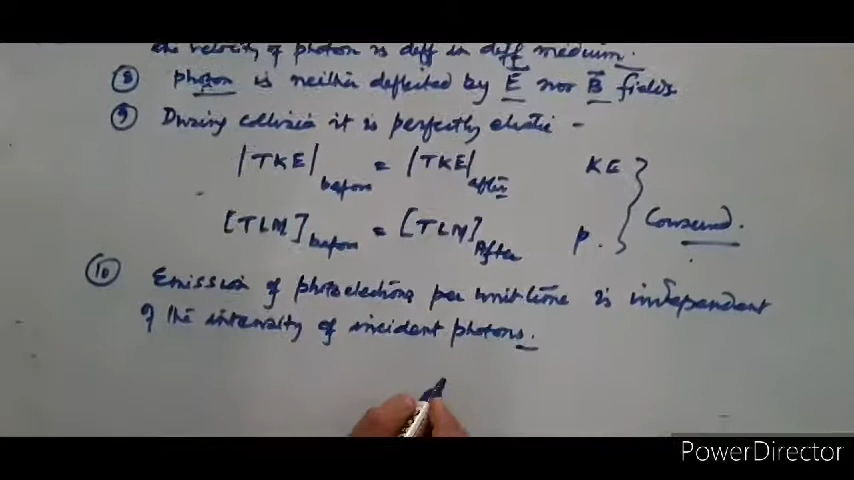 the velocity of photon is diff in diff medium.
⑧ photon is neither deflected by E⃗ nor B⃗ fields
⑨ During collision it is perfectly elastic -
|TKE|before = |TKE|after KE
[TLM]before = [TLM]After p. } Conserved.
⑩ Emission of photoelectrons per unit time is independent
of the intensity of incident photons.
PowerDirector